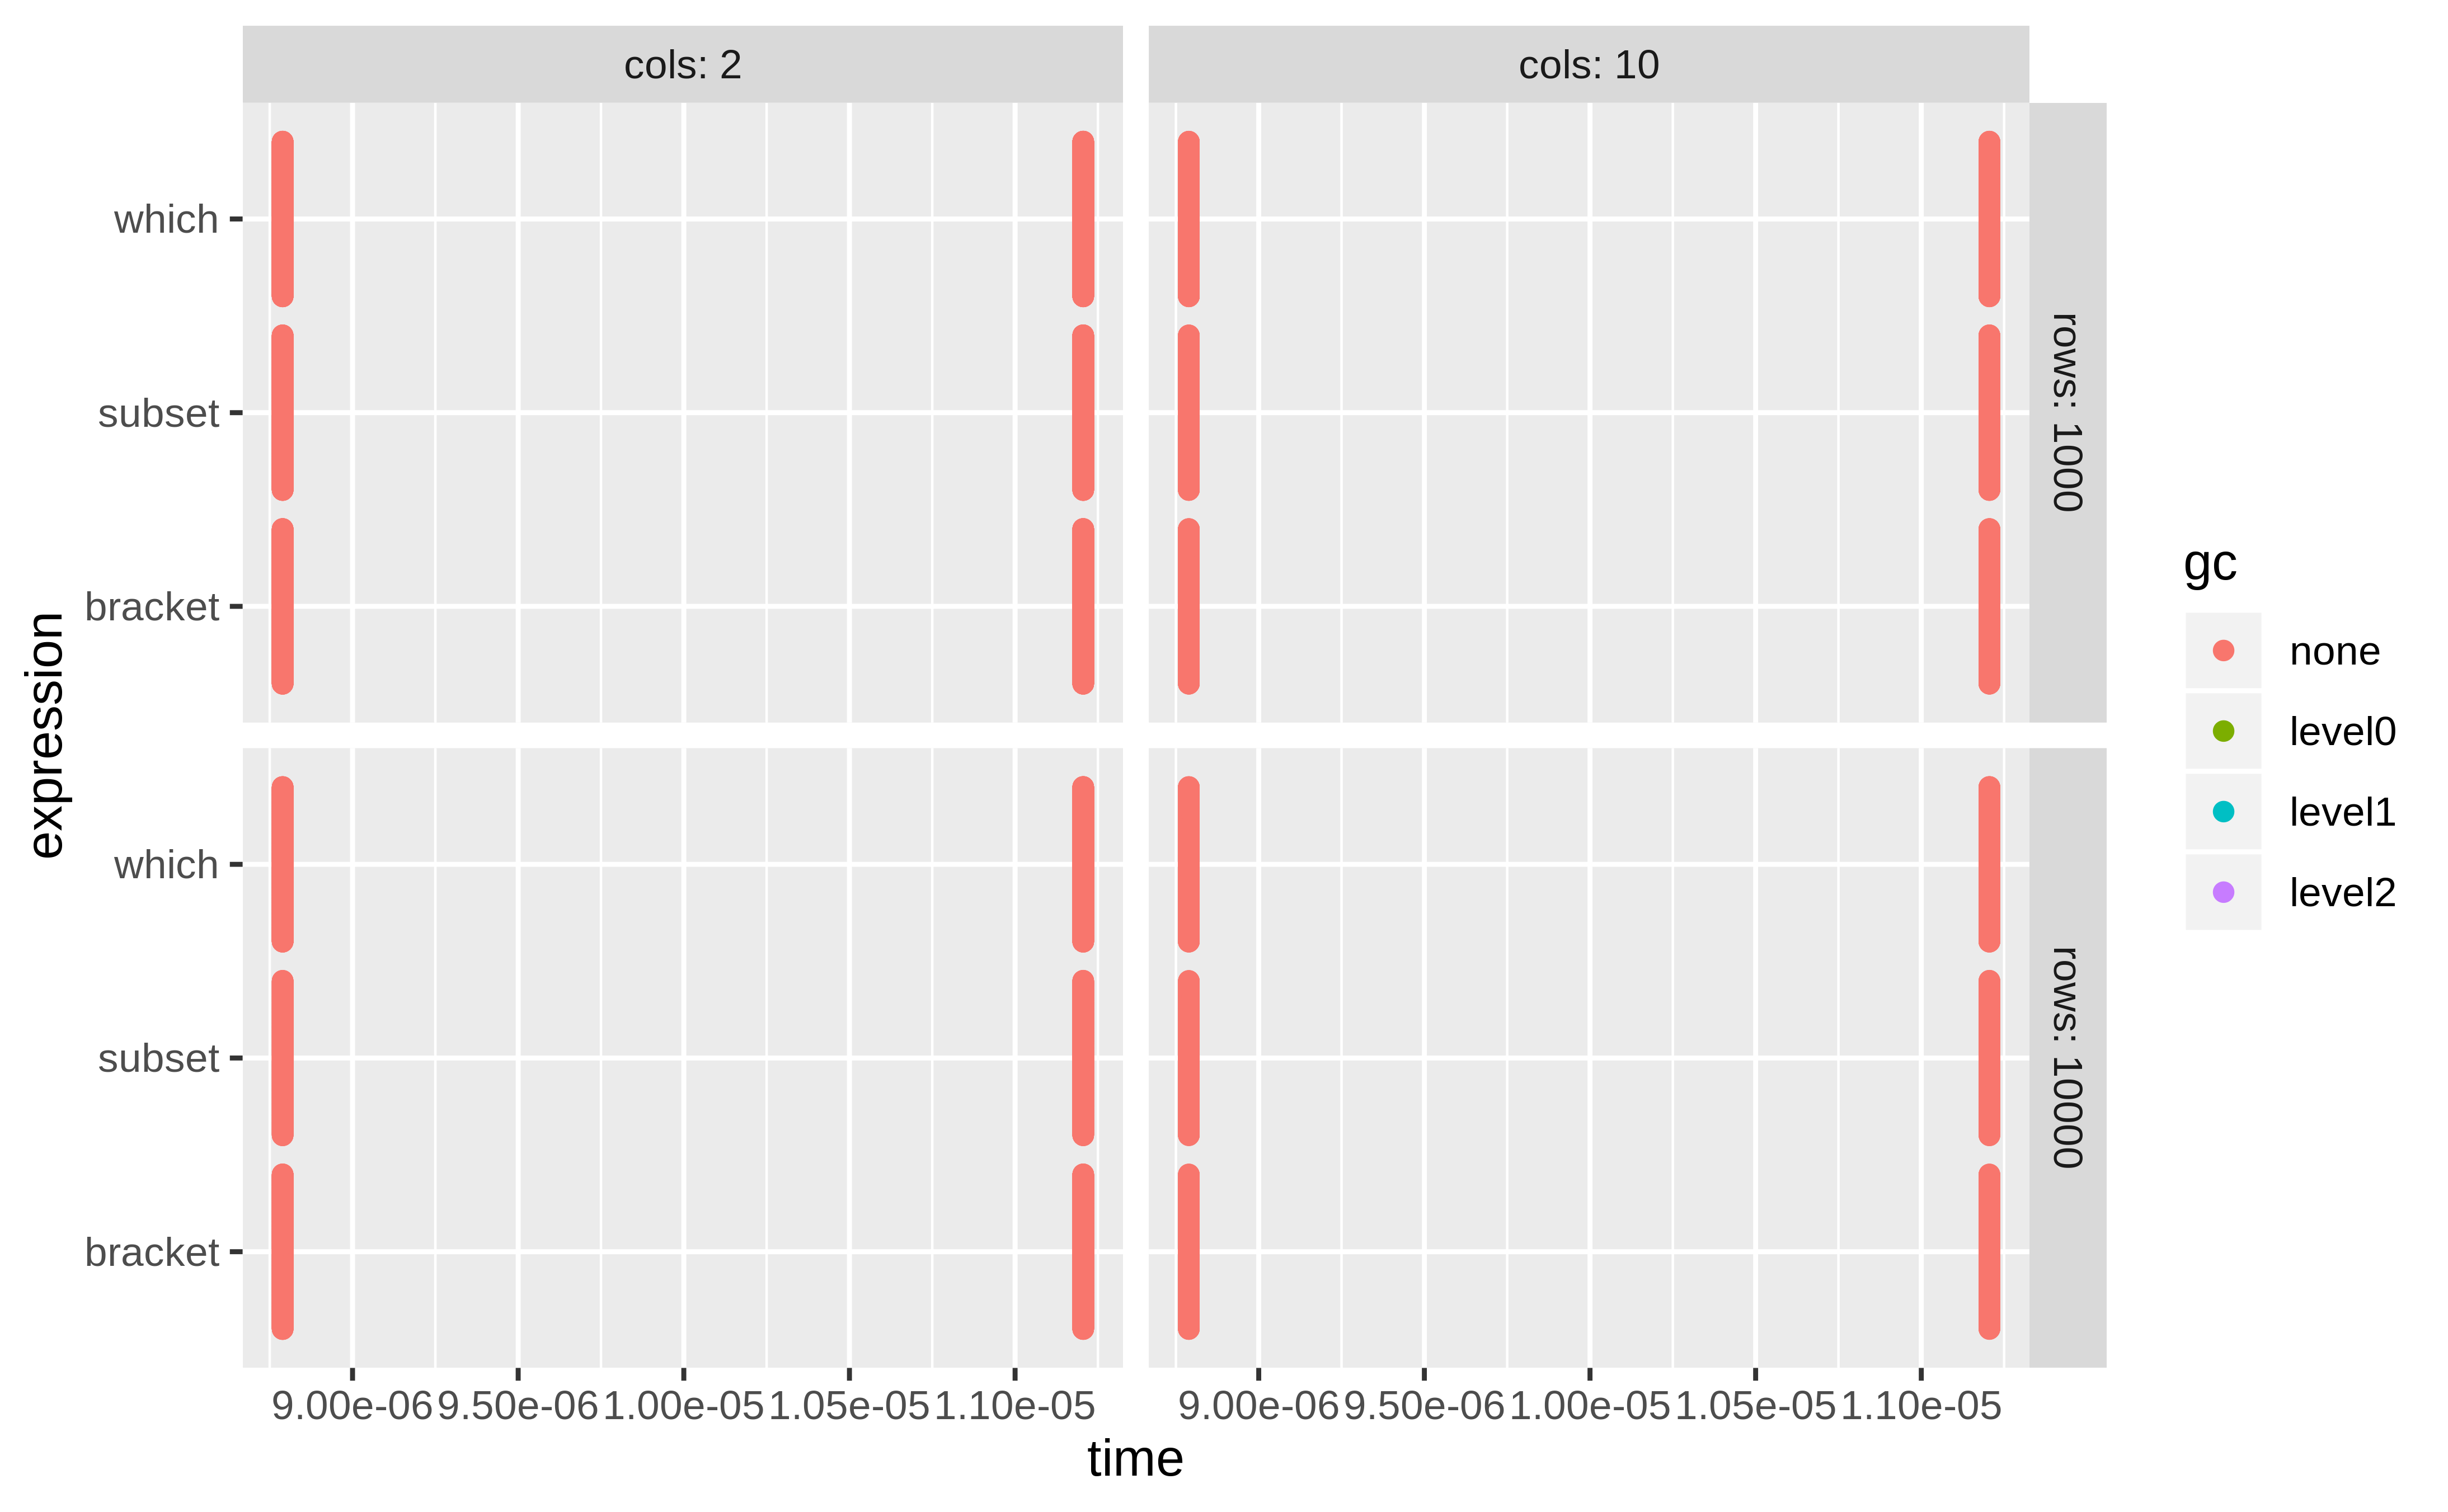 cols: 2
cols: 10
which
subset
bracket
rows: 1000
which
subset
bracket
rows: 10000
expression
9.00e-06 9.50e-06 1.00e-05 1.05e-05 1.10e-05
9.00e-06 9.50e-06 1.00e-05 1.05e-05 1.10e-05
time
gc
none
level0
level1
level2